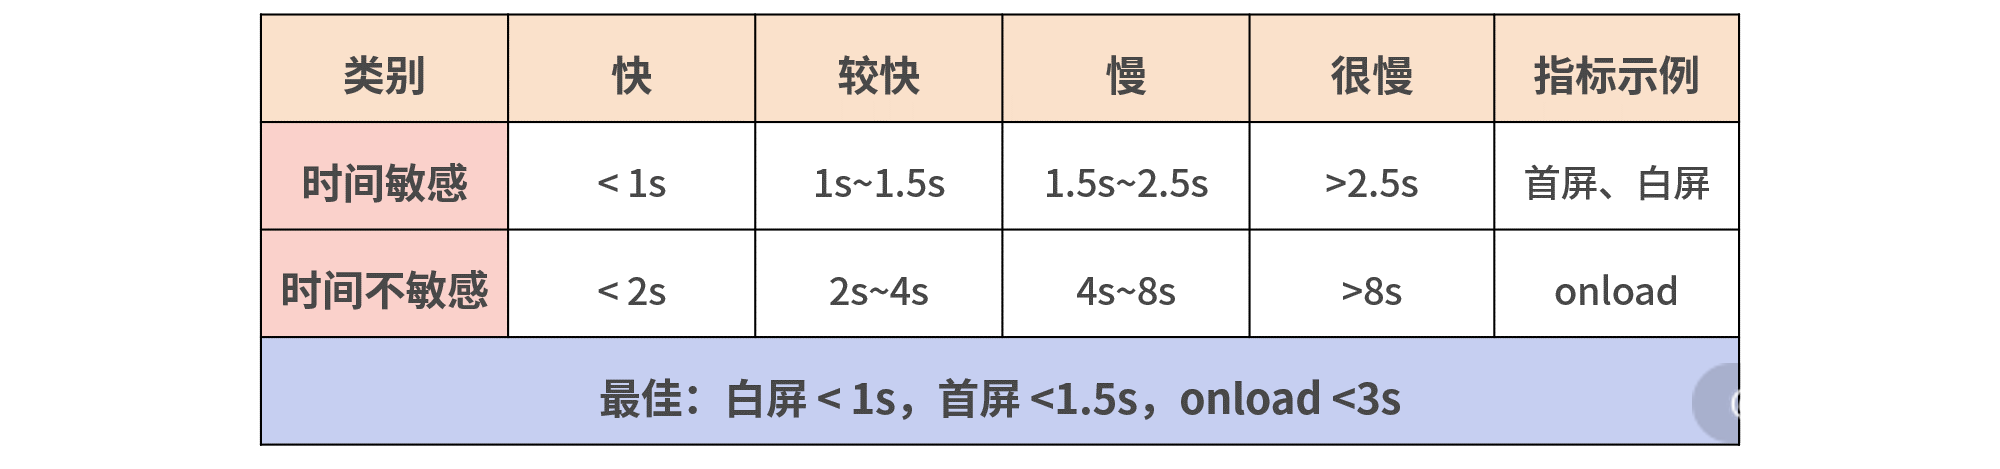 类别 快 较快 慢 很慢 指标示例
时间敏感 < 1s 1s~1.5s 1.5s~2.5s >2.5s 首屏、白屏
时间不敏感 < 2s 2s~4s 4s~8s >8s onload
最佳：白屏 < 1s，首屏 <1.5s，onload <3s